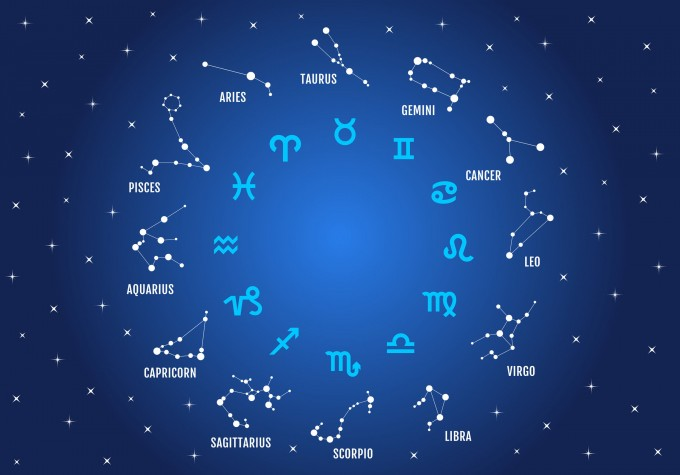 TAURUS
ARIES
GEMINI
PISCES
CANCER
AQUARIUS
LEO
CAPRICORN
VIRGO
SAGITTARIUS
SCORPIO
LIBRA